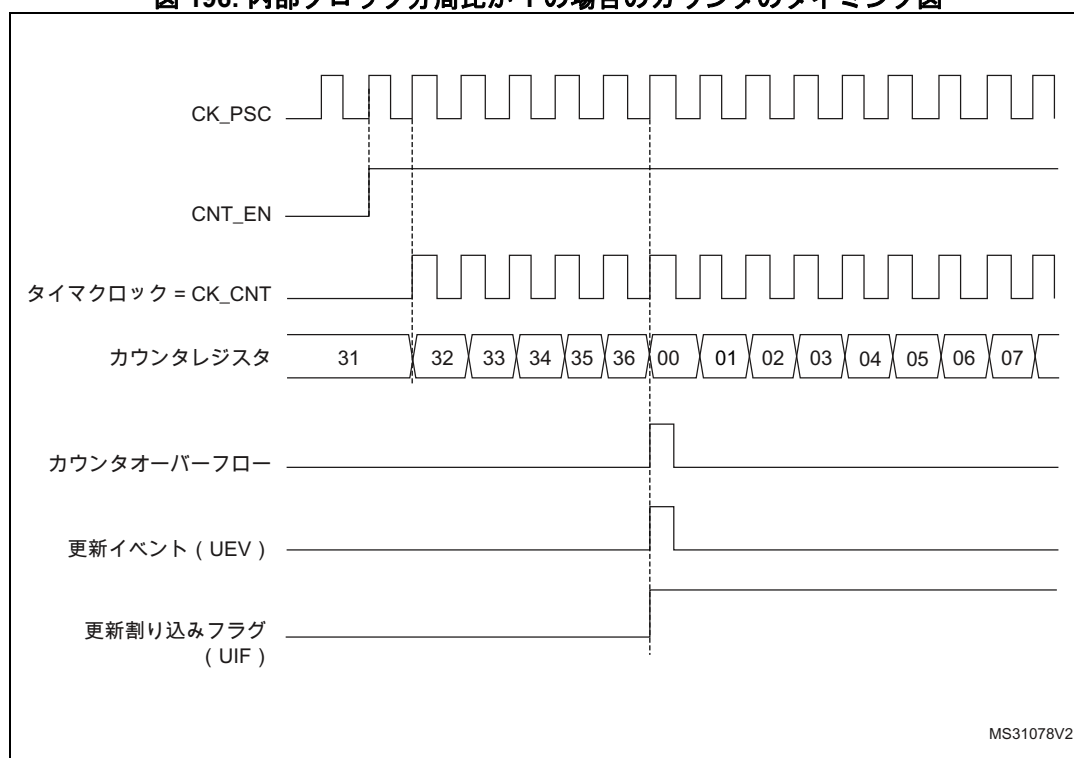 CK_PSC
CNT_EN
タイマクロック = CK_CNT
カウンタレジスタ
31 32 33 34 35 36 00 01 02 03 04 05 06 07
カウンタオーバーフロー
更新イベント ( UEV )
更新割り込みフラグ
( UIF )
MS31078V2